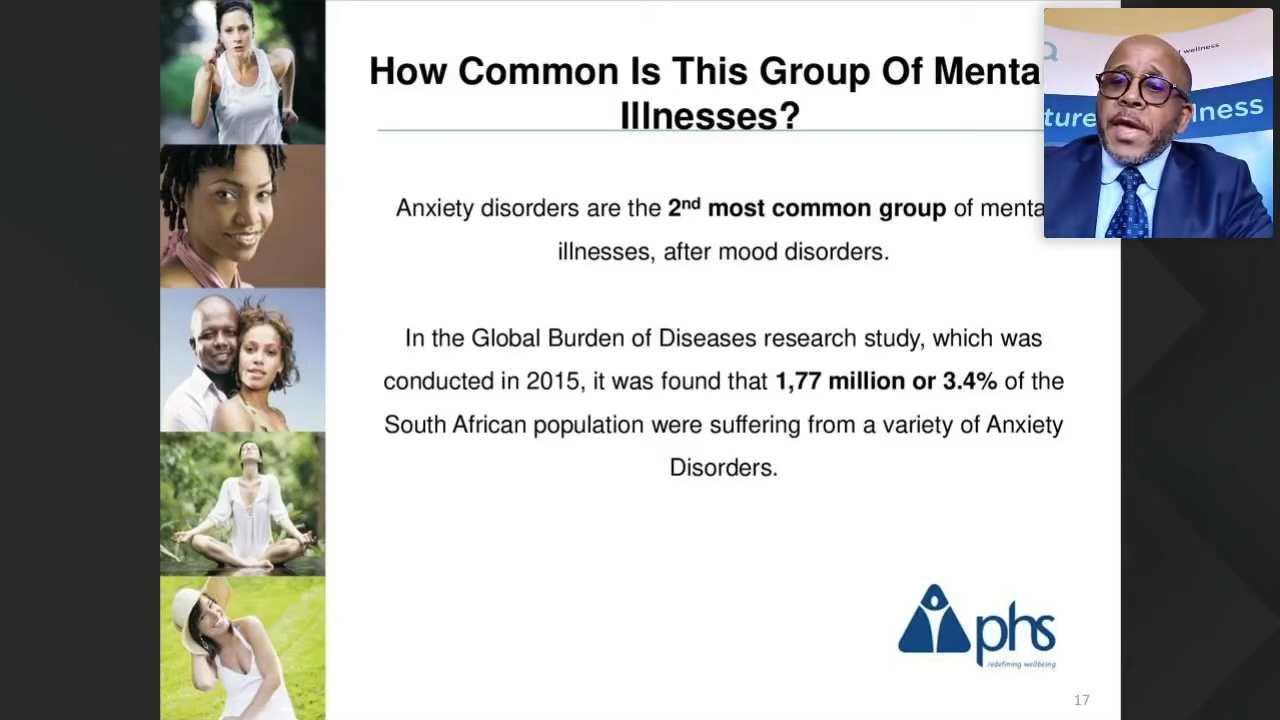 How Common Is This Group Of Menta
Illnesses?
Anxiety disorders are the 2nd most common group of menta
illnesses, after mood disorders.
In the Global Burden of Diseases research study, which was
conducted in 2015, it was found that 1,77 million or 3.4% of the
South African population were suffering from a variety of Anxiety
Disorders.
d wellness
ture
lness
phs
redefining wellbeing
17